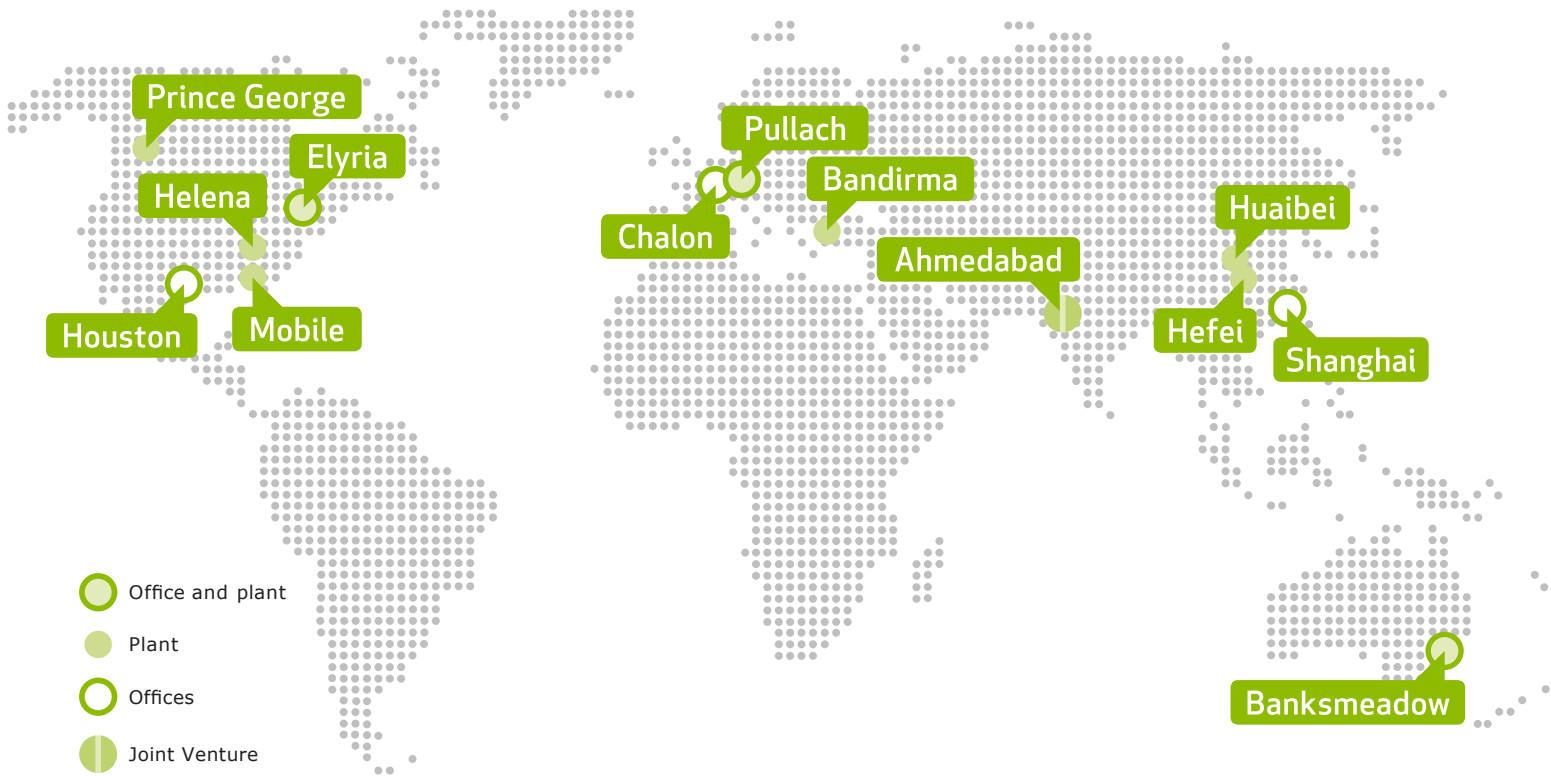 Prince George
Elyria
Helena
Houston
Mobile
Pullach
Bandirma
Chalon
Ahmedabad
Huaibei
Hefei
Shanghai
Banksmeadow
Office and plant
Plant
Offices
Joint Venture